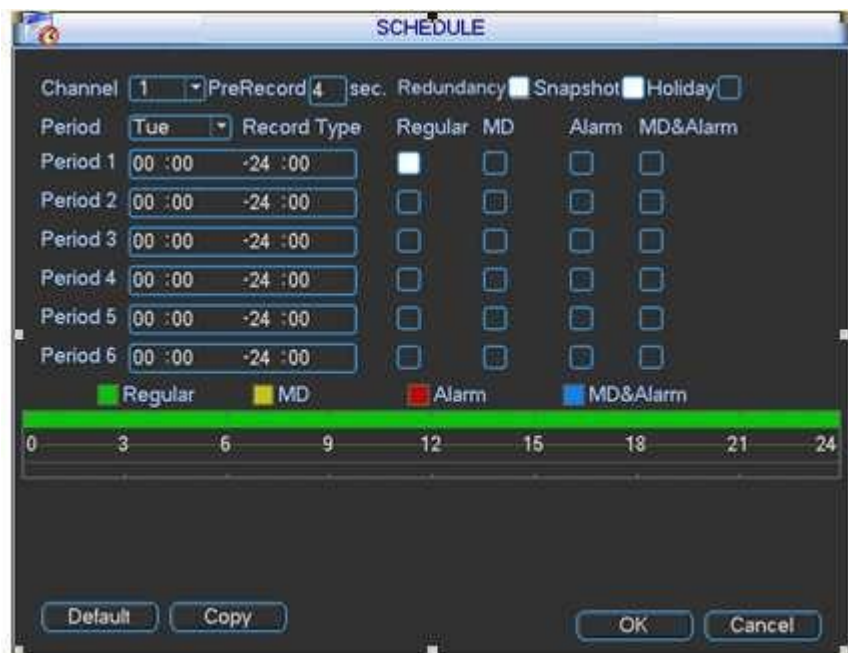 SCHEDULE
Channel 1 PreRecord 4 sec. Redundancy Snapshot Holiday
Period Tue Record Type Regular MD Alarm MD&Alarm
Period 1 00 :00 -24 :00
Period 2 00 :00 -24 :00
Period 3 00 :00 -24 :00
Period 4 00 :00 -24 :00
Period 5 00 :00 -24 :00
Period 6 00 :00 -24 :00
Regular MD Alarm MD&Alarm
0 3 6 9 12 15 18 21 24
Default Copy OK Cancel